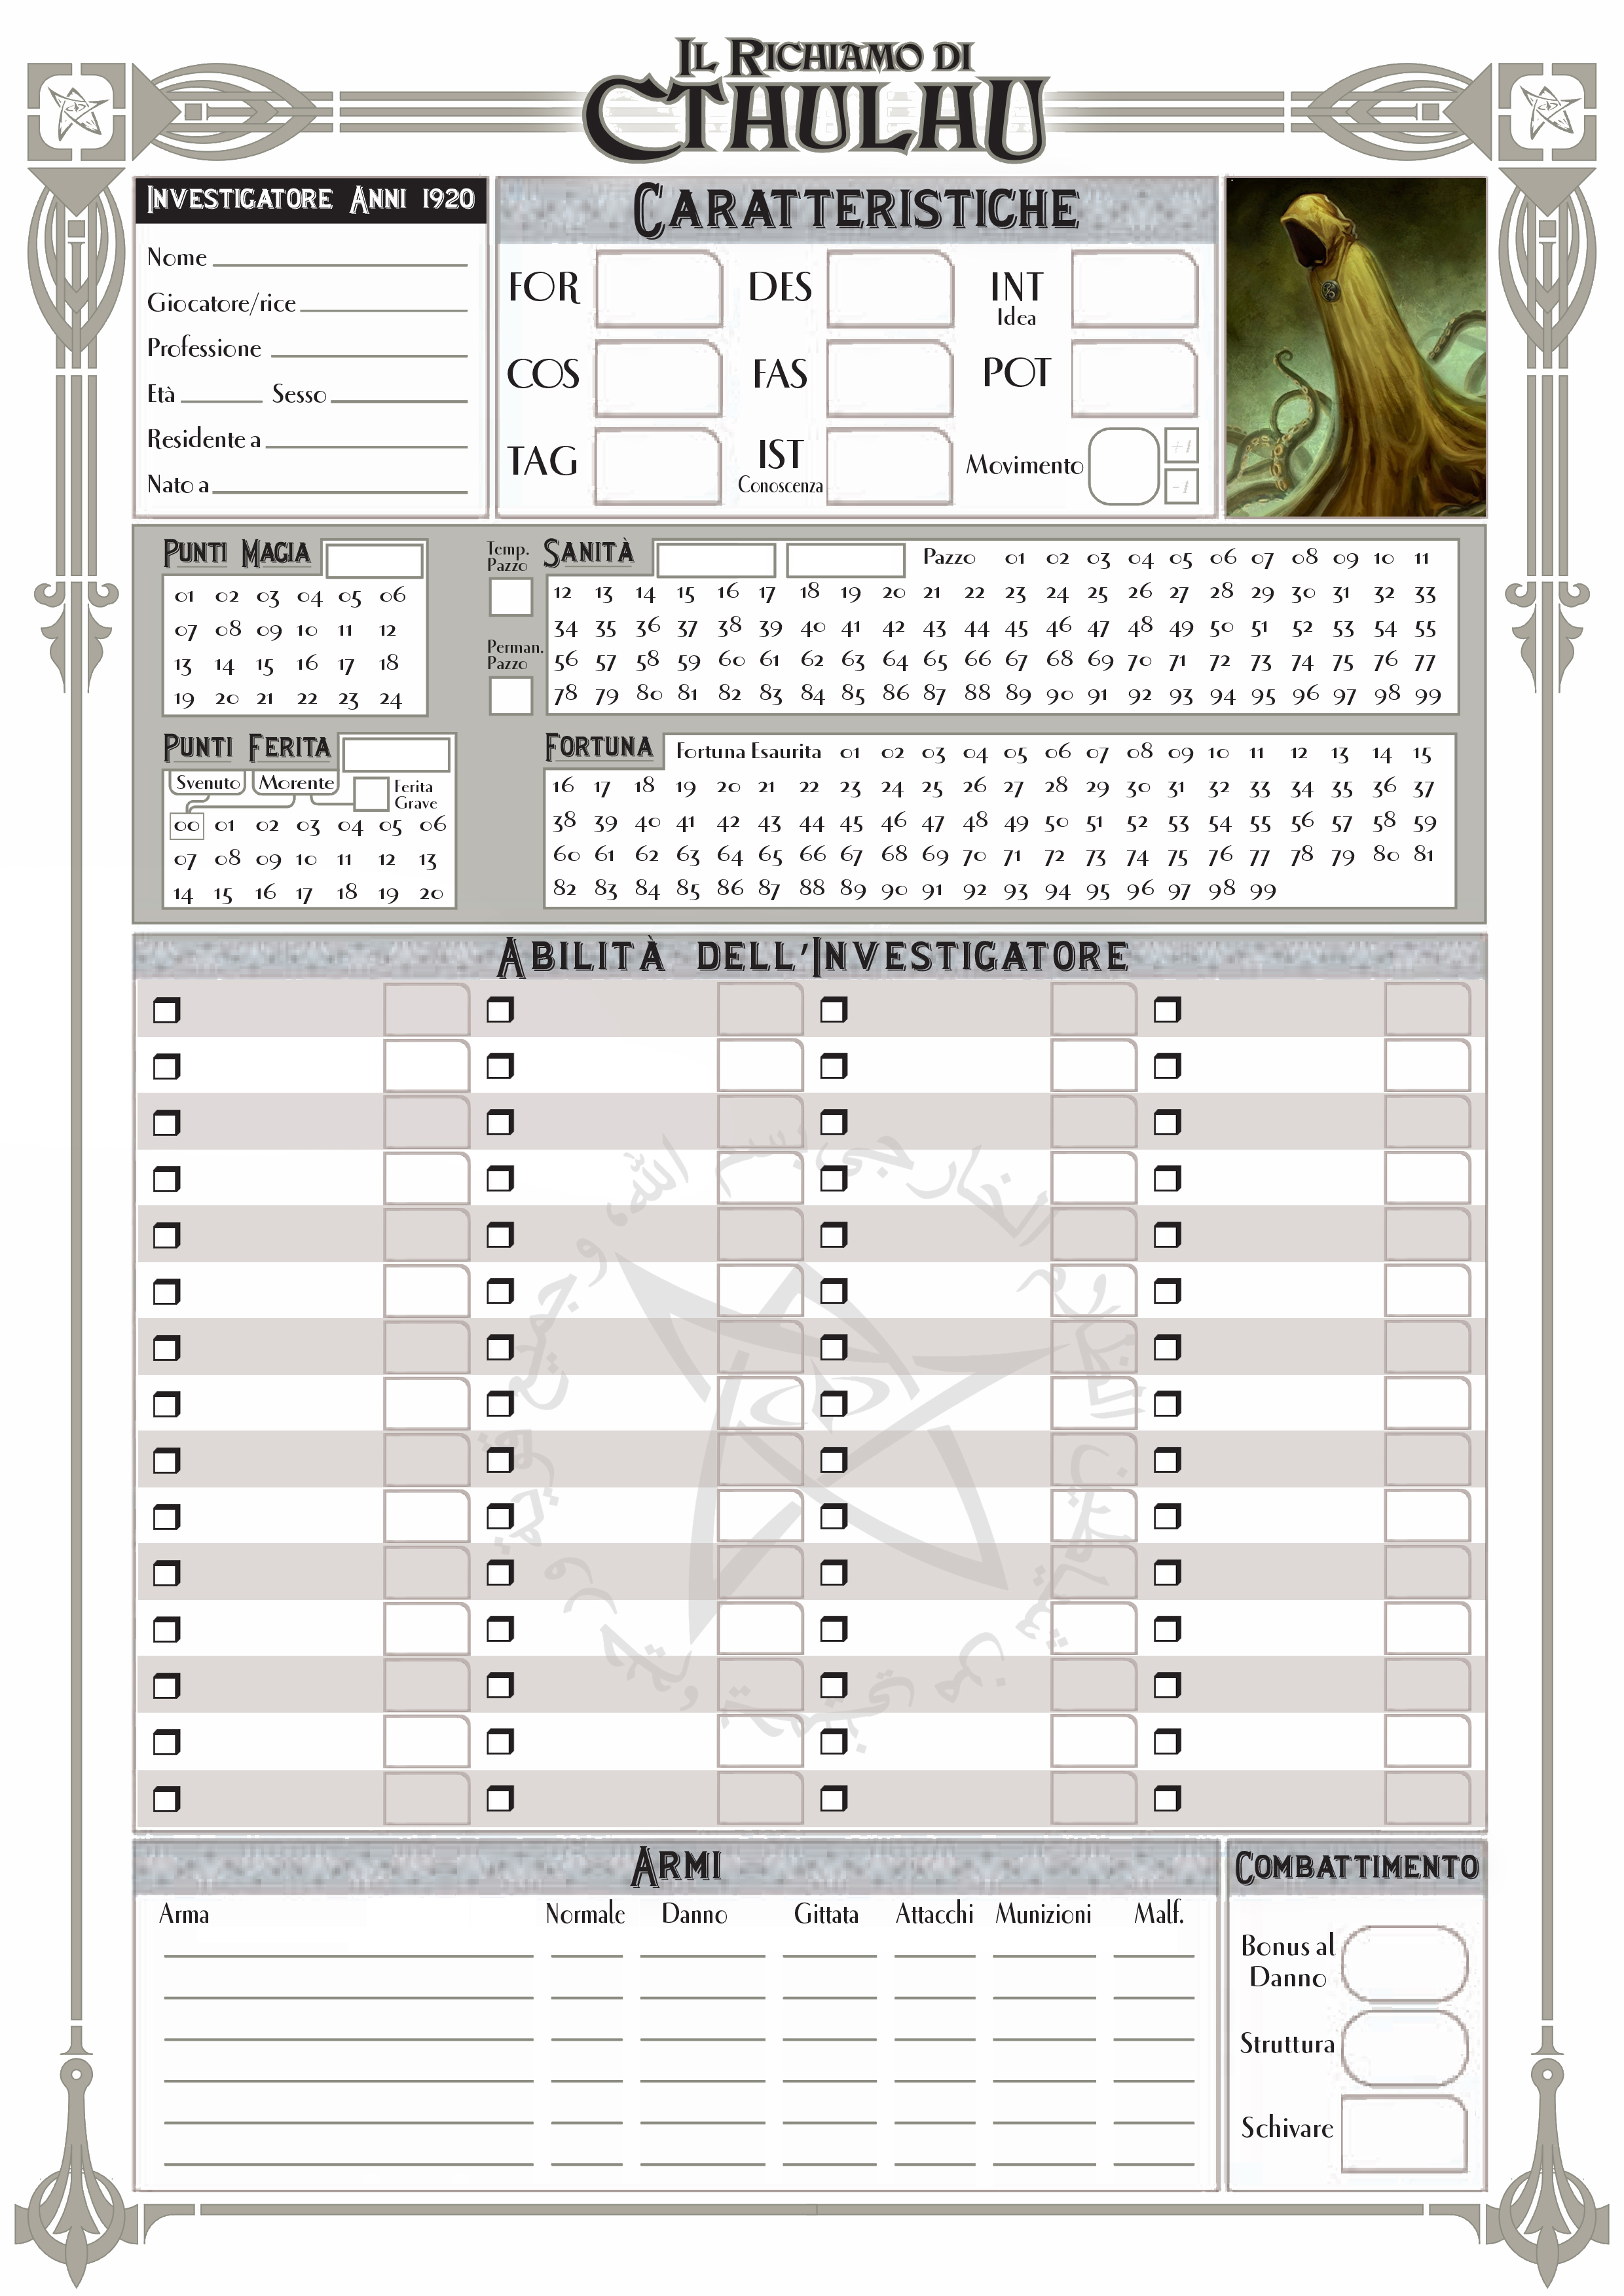 Il Richiamo di
Cthulhu
Investigatore Anni 1920
Nome
Giocatore/rice
Professione
Età Sesso
Residente a
Nato a
Caratteristiche
FOR DES INT
Idea
COS FAS POT
TAG IST Movimento +1
Conoscenza -1
Punti Magia
01 02 03 04 05 06
07 08 09 10 11 12
13 14 15 16 17 18
19 20 21 22 23 24
Temp.
Pazzo
Perman.
Pazzo
Sanità Pazzo 01 02 03 04 05 06 07 08 09 10 11
12 13 14 15 16 17 18 19 20 21 22 23 24 25 26 27 28 29 30 31 32 33
34 35 36 37 38 39 40 41 42 43 44 45 46 47 48 49 50 51 52 53 54 55
56 57 58 59 60 61 62 63 64 65 66 67 68 69 70 71 72 73 74 75 76 77
78 79 80 81 82 83 84 85 86 87 88 89 90 91 92 93 94 95 96 97 98 99
Punti Ferita
Svenuto Morente Ferita
Grave
00 01 02 03 04 05 06
07 08 09 10 11 12 13
14 15 16 17 18 19 20
Fortuna Fortuna Esaurita 01 02 03 04 05 06 07 08 09 10 11 12 13 14 15
16 17 18 19 20 21 22 23 24 25 26 27 28 29 30 31 32 33 34 35 36 37
38 39 40 41 42 43 44 45 46 47 48 49 50 51 52 53 54 55 56 57 58 59
60 61 62 63 64 65 66 67 68 69 70 71 72 73 74 75 76 77 78 79 80 81
82 83 84 85 86 87 88 89 90 91 92 93 94 95 96 97 98 99
Abilità dell'Investigatore
بسم الله، وجميع
الخارجي
من
Armi
Arma Normale Danno Gittata Attacchi Munizioni Malf.
Combattimento
Bonus al
Danno
Struttura
Schivare